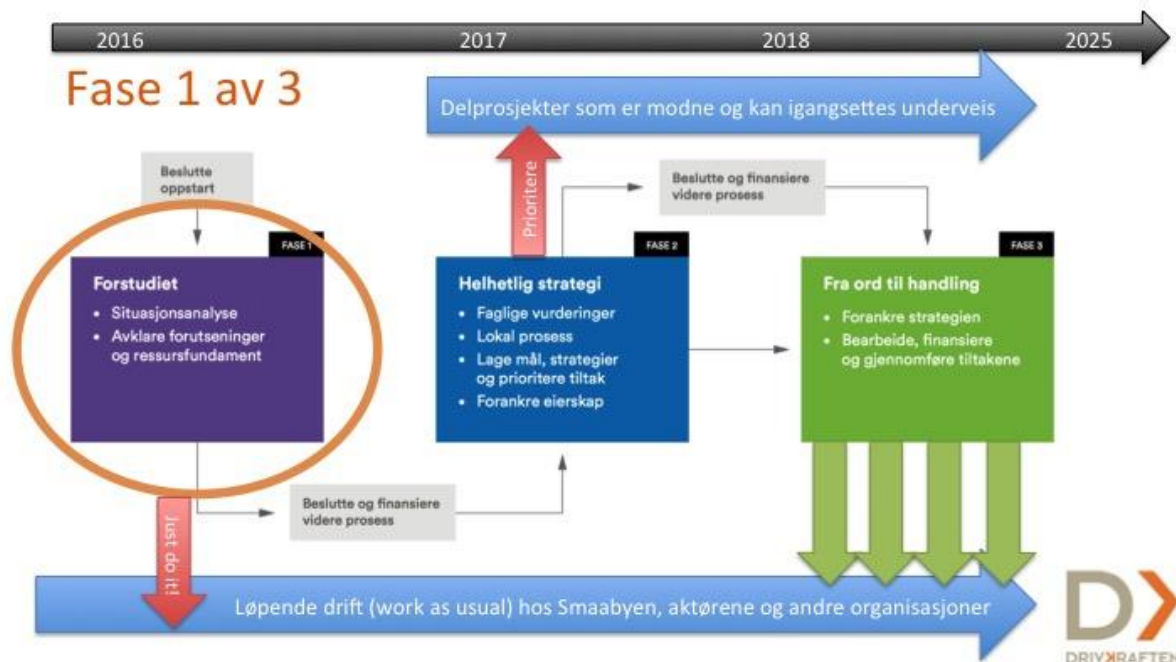 2016
2017
2018
2025
Fase 1 av 3
Delprosjekter som er modne og kan igangsettes underveis
Beslutte
oppstart
Prioritere
Beslutte og finansiere
videre prosess
FASE 1
Forstudiet
• Situasjonsanalyse
• Avklare forutseninger
og ressursfundament
FASE 2
Helhetlig strategi
• Faglige vurderinger
• Lokal prosess
• Lage mål, strategier
og prioritere tiltak
• Forankre eierskap
FASE 3
Fra ord til handling
• Forankre strategien
• Bearbeide, finansiere
og gjennomføre tiltakene
Beslutte og finansiere
videre prosess
Just do it!
Løpende drift (work as usual) hos Smaabyen, aktørene og andre organisasjoner
DRIVKRAFTEN